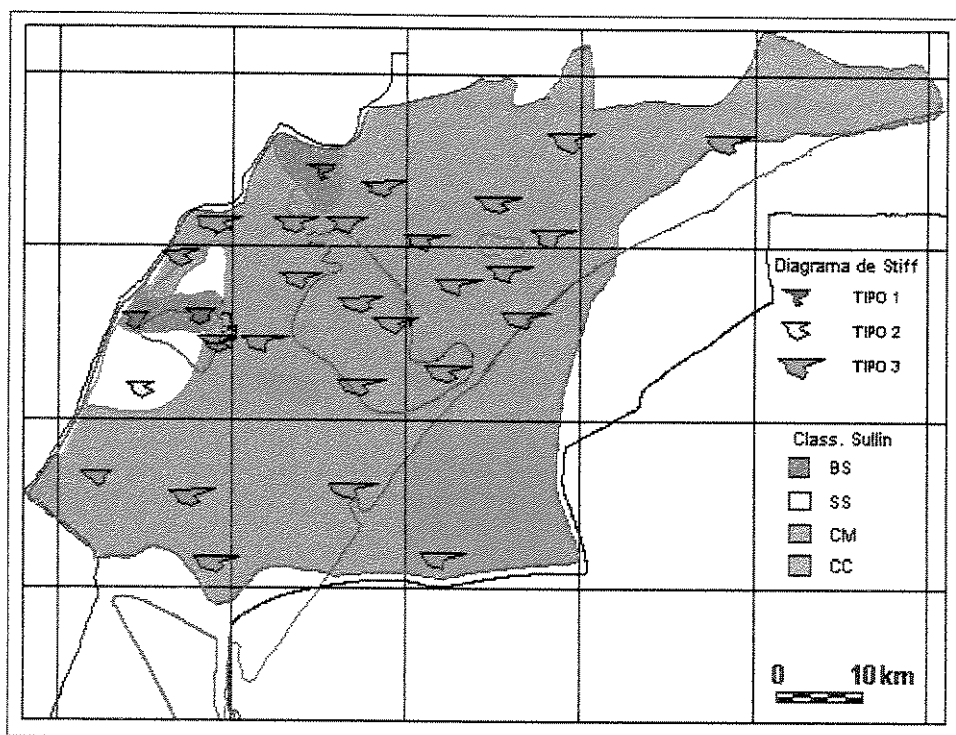 Diagrama de Stiff
TIPO 1
TIPO 2
TIPO 3
Class. Sullin
BS
SS
CM
CC
0 10 km